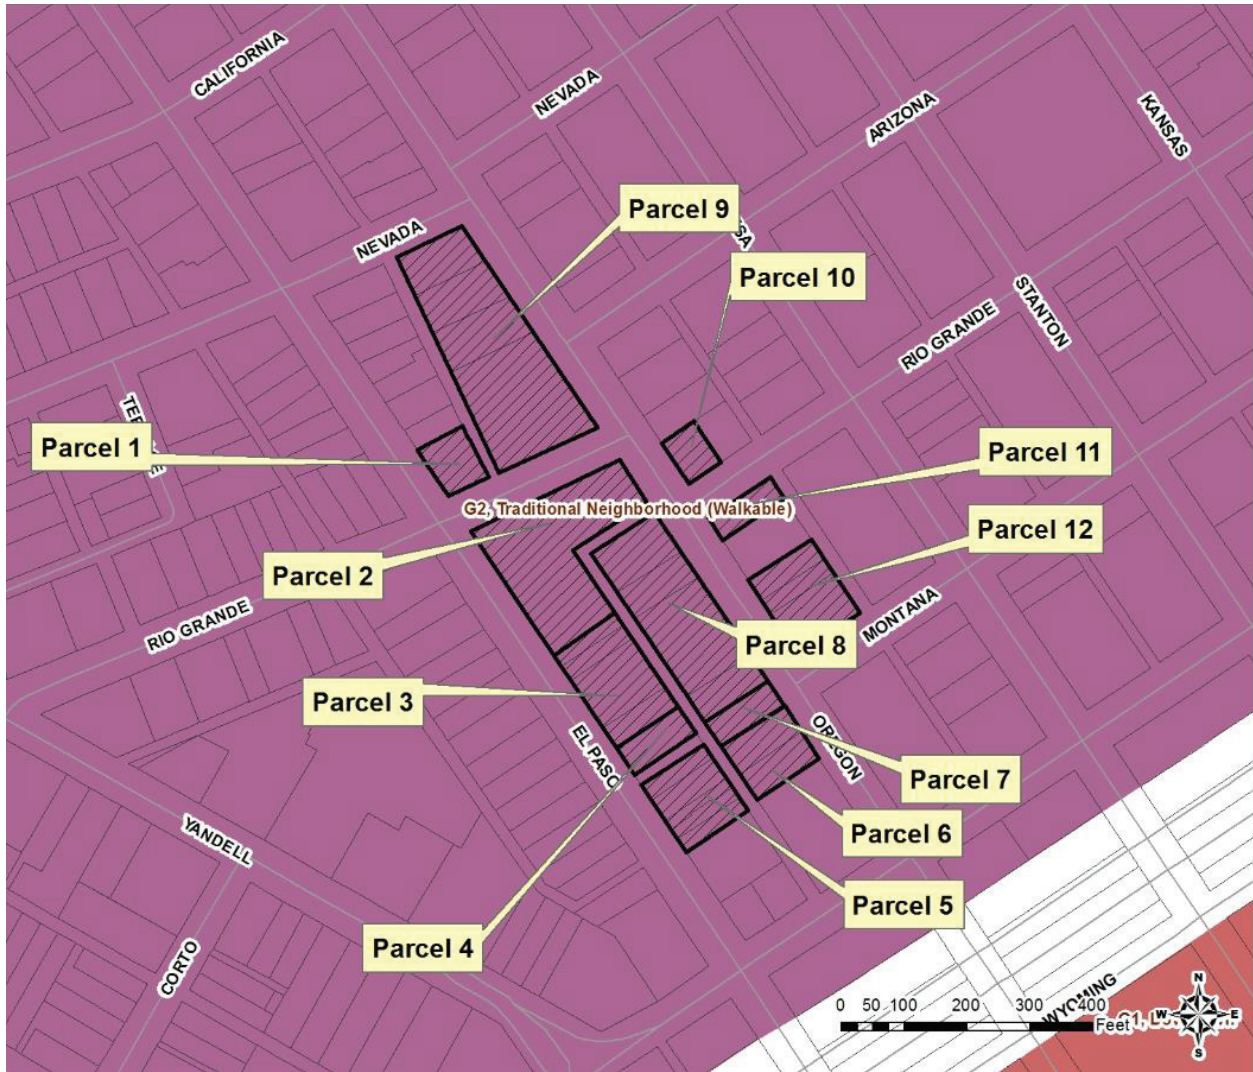 CALIFORNIA
NEVADA
ARIZONA
KANSAS
Parcel 9
NEVADA
Parcel 10
STANTON
RIO GRANDE
Parcel 1
Parcel 11
G2, Traditional Neighborhood (Walkable)
Parcel 12
Parcel 2
RIO GRANDE
MONTANA
Parcel 8
Parcel 3
EL PASO
OREGON
Parcel 7
YANDELL
Parcel 6
Parcel 5
Parcel 4
CORTO
WYOMING
0 50 100 200 300 400
Feet
N
W E
S